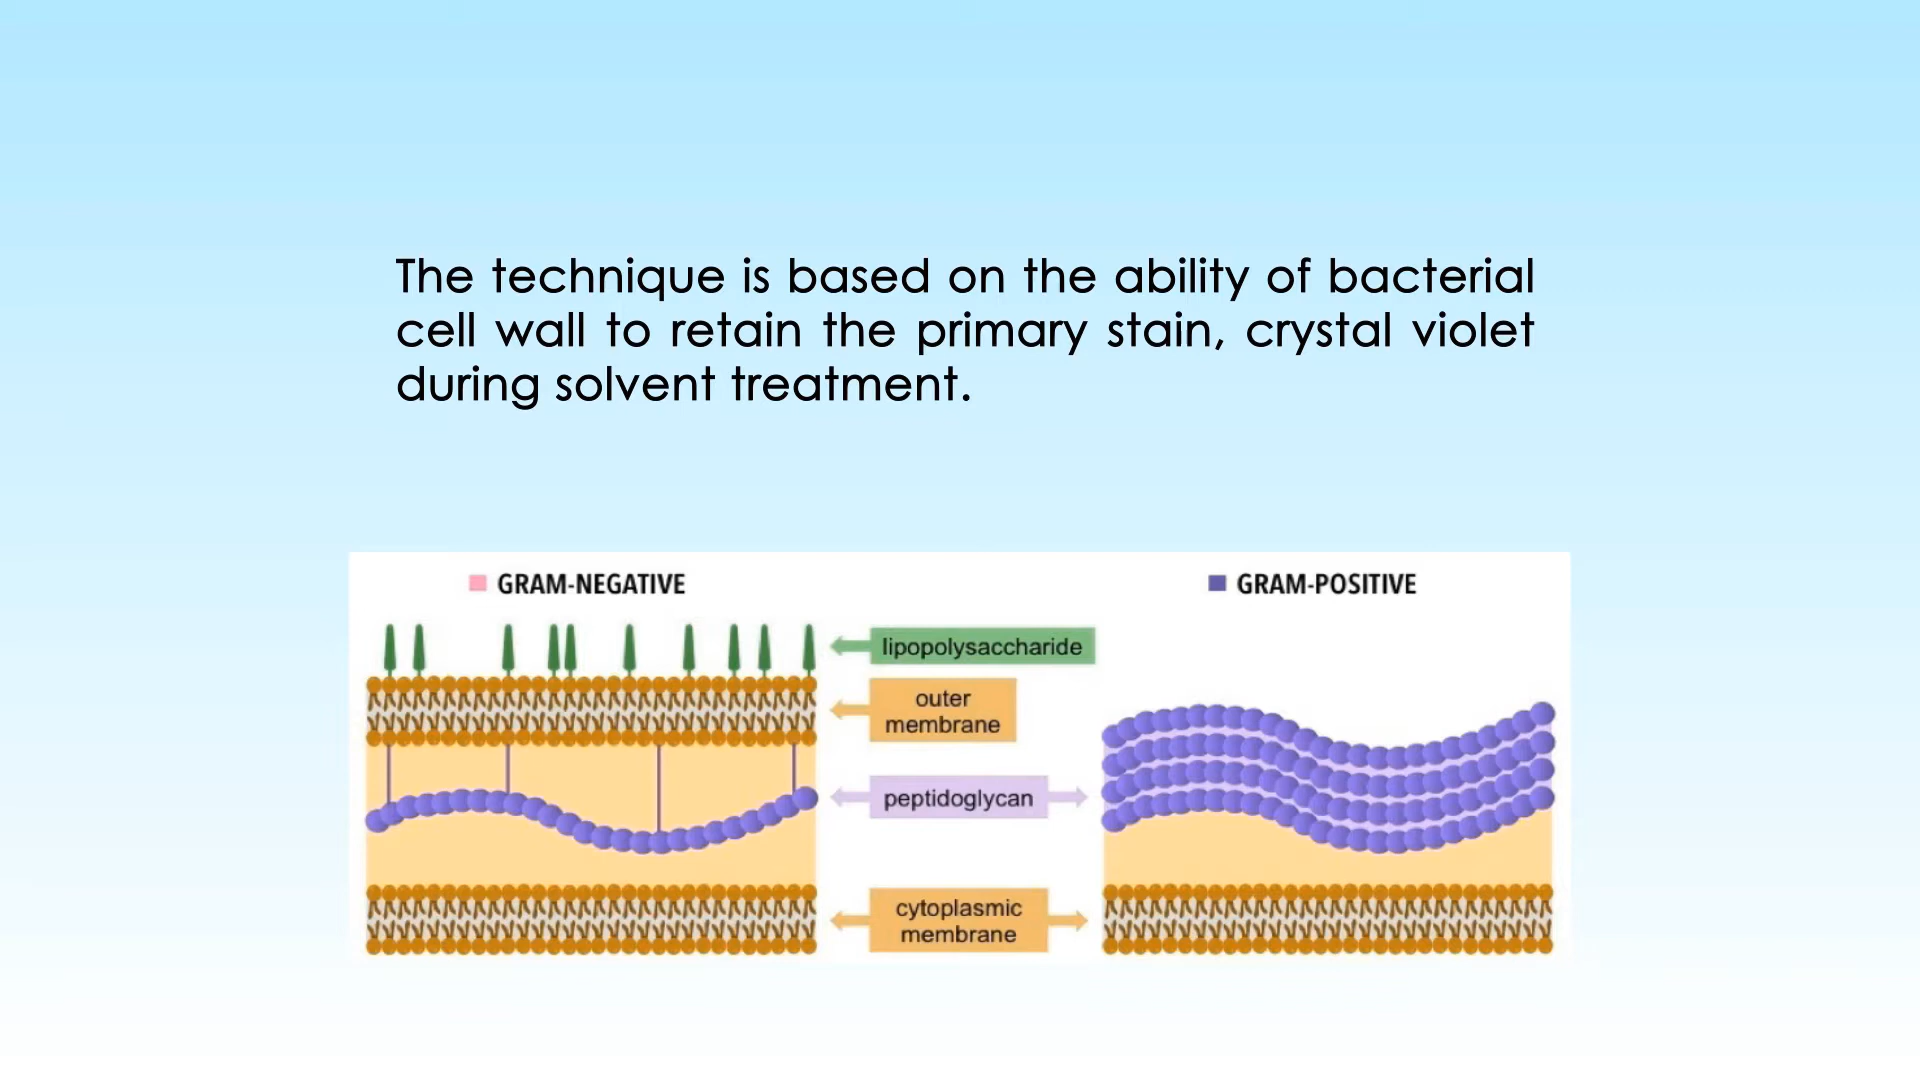 The technique is based on the ability of bacterial
cell wall to retain the primary stain, crystal violet
during solvent treatment.
GRAM-NEGATIVE
GRAM-POSITIVE
lipopolysaccharide
outer
membrane
peptidoglycan
cytoplasmic
membrane